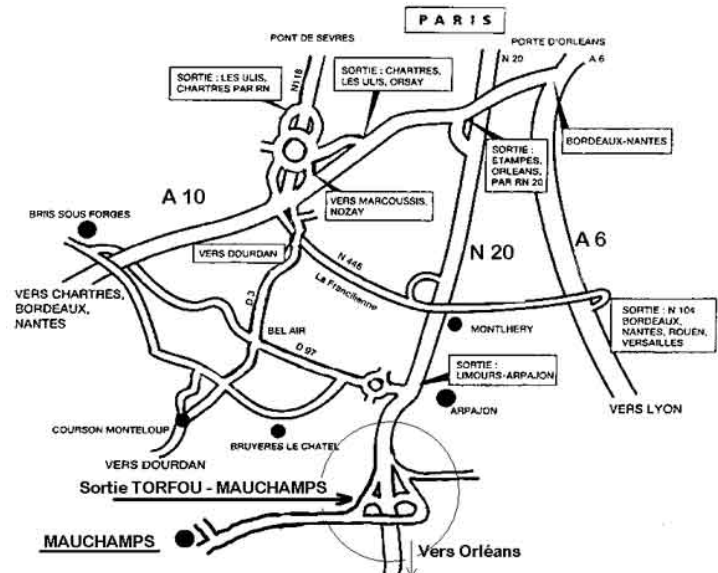 PARIS
PONT DE SEVRES
PORTE D'ORLEANS
N 20
A 6
N118
SORTIE : LES ULIS,
CHARTRES PAR RN
SORTIE : CHARTRES,
LES ULIS, ORSAY
BORDEAUX-NANTES
SORTIE :
ETAMPES,
ORLEANS,
PAR RN 20
A 10
VERS MARCOUSSIS,
NOZAY
BRIIS SOUS FORGES
VERS DOURDAN
N 446
La Francilienne
N 20
A 6
VERS CHARTRES,
BORDEAUX,
NANTES
D 3
BEL AIR
D 97
MONTLHERY
SORTIE : N 104
BORDEAUX,
NANTES, ROUEN,
VERSAILLES
SORTIE :
LIMOURS-ARPAJON
ARPAJON
VERS LYON
COURSON MONTELOUP
BRUYERES LE CHATEL
VERS DOURDAN
Sortie TORFOU - MAUCHAMPS
MAUCHAMPS
Vers Orléans